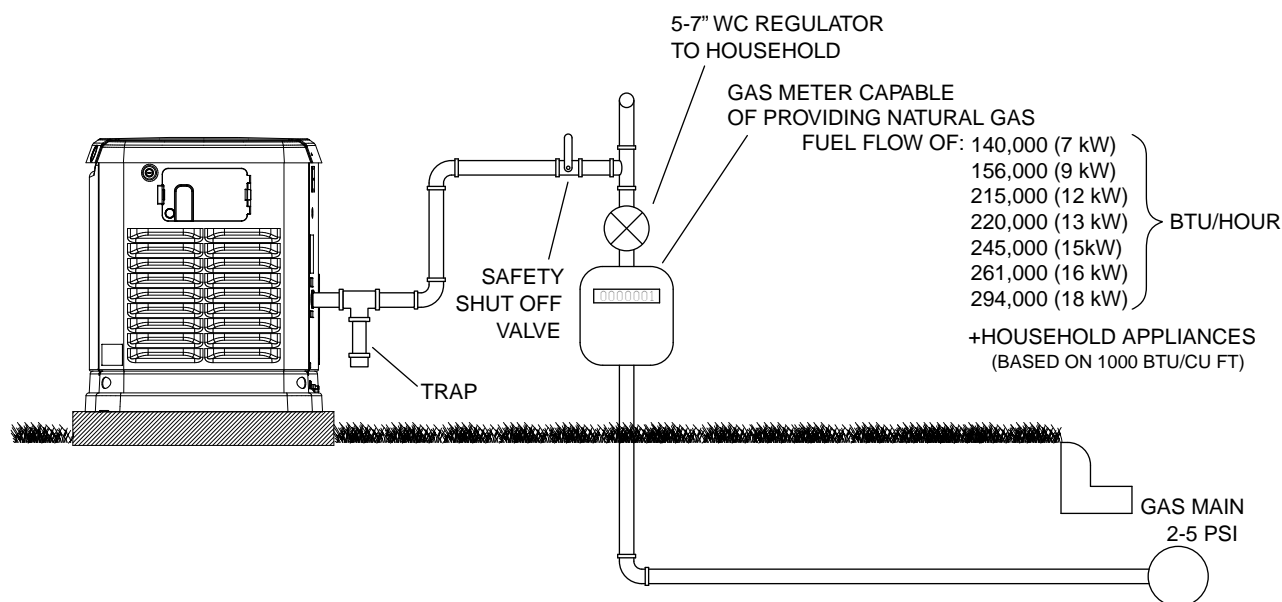 5-7” WC REGULATOR
TO HOUSEHOLD
GAS METER CAPABLE
OF PROVIDING NATURAL GAS
FUEL FLOW OF: 140,000 (7 kW)
156,000 (9 kW)
215,000 (12 kW)
220,000 (13 kW)
245,000 (15kW)
261,000 (16 kW)
294,000 (18 kW)
BTU/HOUR
+HOUSEHOLD APPLIANCES
(BASED ON 1000 BTU/CU FT)
SAFETY
SHUT OFF
VALVE
0000001
TRAP
GAS MAIN
2-5 PSI